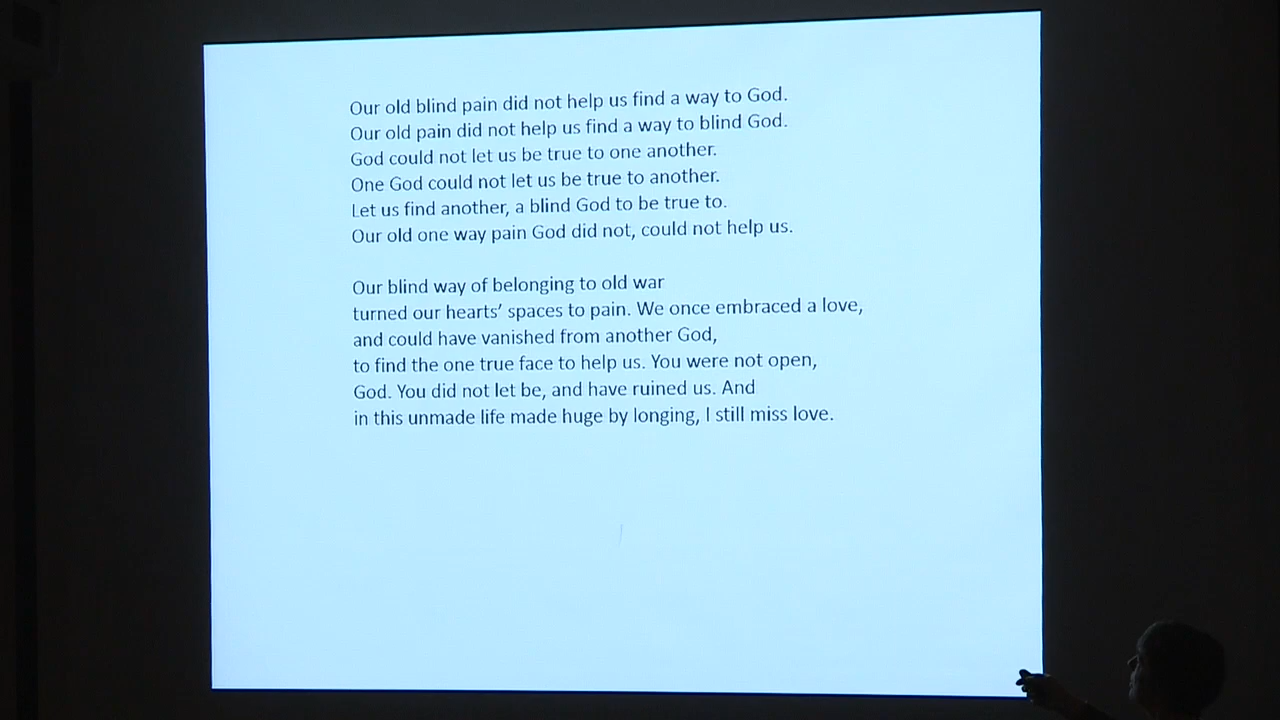 Our old blind pain did not help us find a way to God.
Our old pain did not help us find a way to blind God.
God could not let us be true to one another.
One God could not let us be true to another.
Let us find another, a blind God to be true to.
Our old one way pain God did not, could not help us.
Our blind way of belonging to old war
turned our hearts’ spaces to pain. We once embraced a love,
and could have vanished from another God,
to find the one true face to help us. You were not open,
God. You did not let be, and have ruined us. And
in this unmade life made huge by longing, I still miss love.